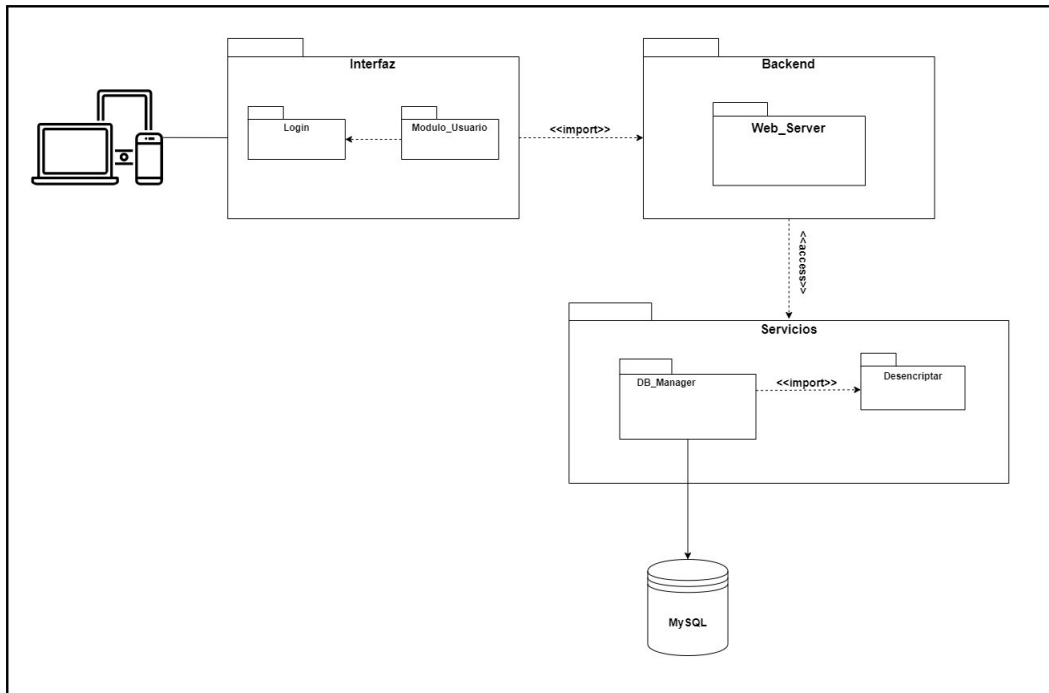 Interfaz
Login
Modulo_Usuario
<<import>>
Backend
Web_Server
<<access>>
Servicios
DB_Manager
<<import>>
Desencriptar
MySQL